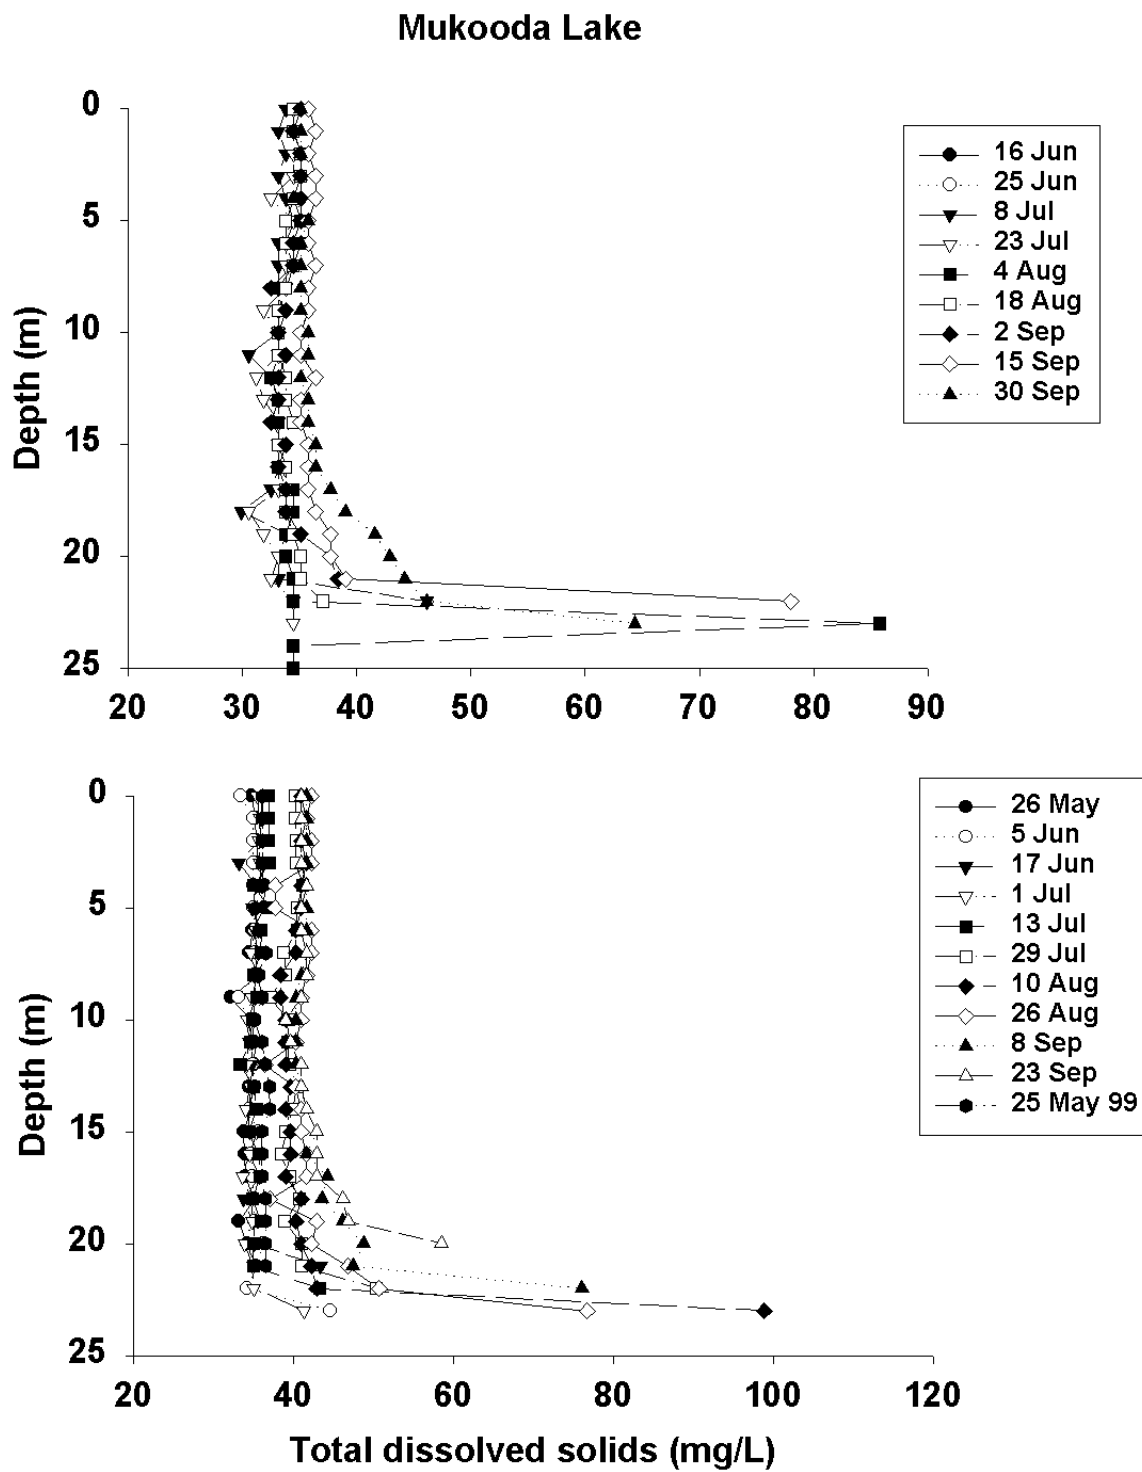 Mukooda Lake
0
5
10
15
20
25
Depth (m)
20 30 40 50 60 70 80 90
16 Jun
25 Jun
8 Jul
23 Jul
4 Aug
18 Aug
2 Sep
15 Sep
30 Sep
0
5
10
15
20
25
Depth (m)
20 40 60 80 100 120
Total dissolved solids (mg/L)
26 May
5 Jun
17 Jun
1 Jul
13 Jul
29 Jul
10 Aug
26 Aug
8 Sep
23 Sep
25 May 99